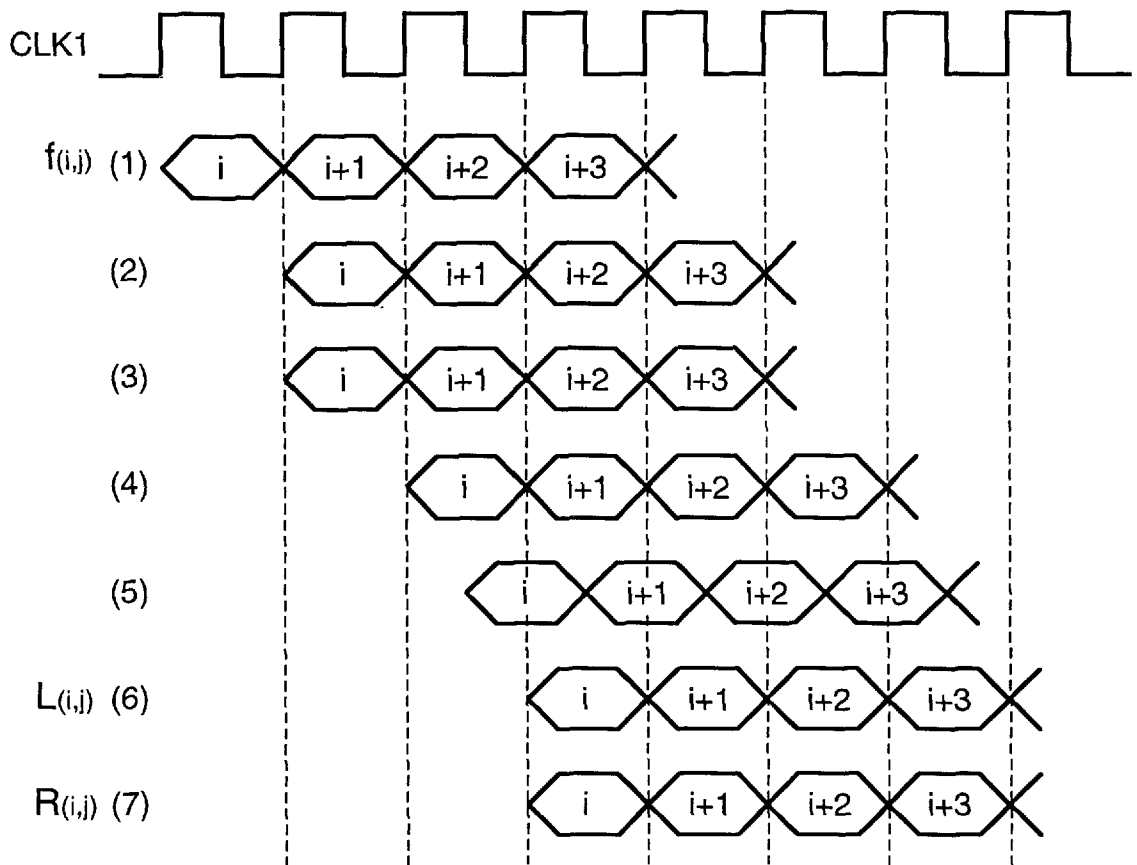 CLK1
f(i,j) (1) i i+1 i+2 i+3
(2) i i+1 i+2 i+3
(3) i i+1 i+2 i+3
(4) i i+1 i+2 i+3
(5) i i+1 i+2 i+3
L(i,j) (6) i i+1 i+2 i+3
R(i,j) (7) i i+1 i+2 i+3